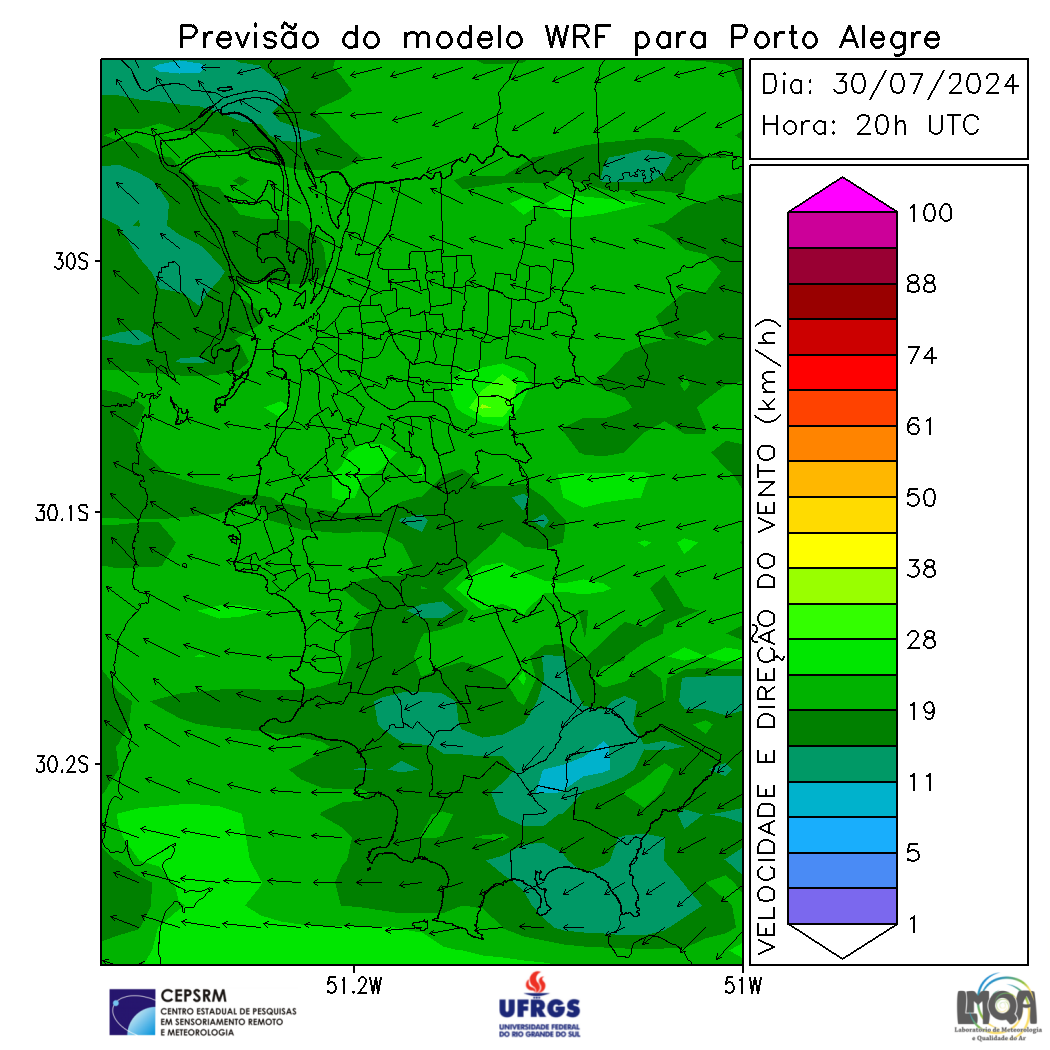 Previsão do modelo WRF para Porto Alegre
Dia: 30/07/2024
Hora: 20h UTC
30S
30.1S
30.2S
51.2W
51W
VELOCIDADE E DIREÇÃO DO VENTO (km/h)
100
88
74
61
50
38
28
19
11
5
1
CEPSRM
CENTRO ESTADUAL DE PESQUISAS
EM SENSORIAMENTO REMOTO
E METEOROLOGIA
UFRGS
UNIVERSIDADE FEDERAL
DO RIO GRANDE DO SUL
LMQA
Laboratório de Meteorologia
e Qualidade do Ar